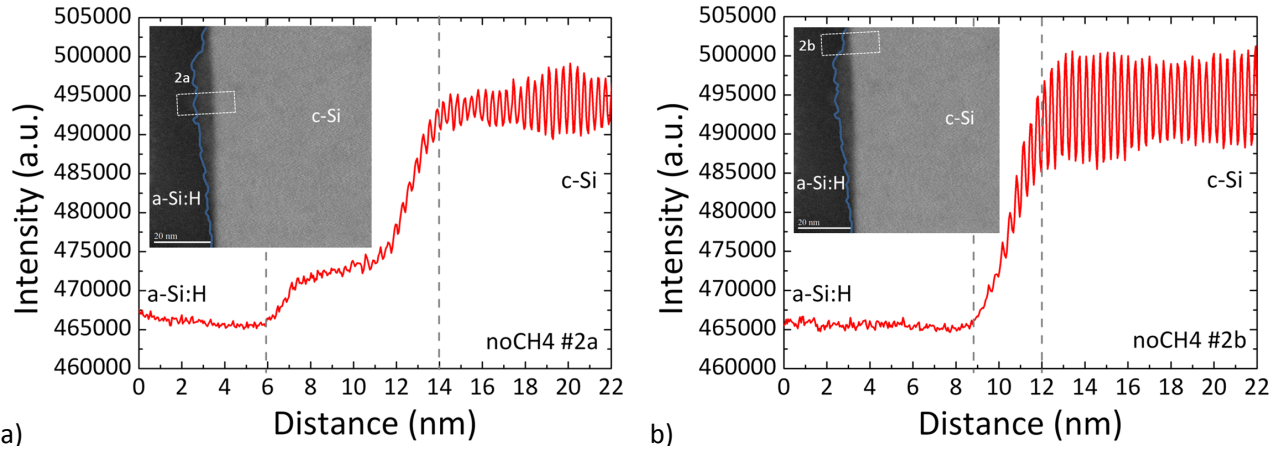 505000
500000
495000
490000
485000
480000
475000
470000
465000
460000
Intensity (a.u.)
0 2 4 6 8 10 12 14 16 18 20 22
Distance (nm)
2a
c-Si
a-Si:H
20 nm
a-Si:H
c-Si
noCH4 #2a
a)
505000
500000
495000
490000
485000
480000
475000
470000
465000
460000
Intensity (a.u.)
0 2 4 6 8 10 12 14 16 18 20 22
Distance (nm)
2b
c-Si
a-Si:H
20 nm
a-Si:H
c-Si
noCH4 #2b
b)